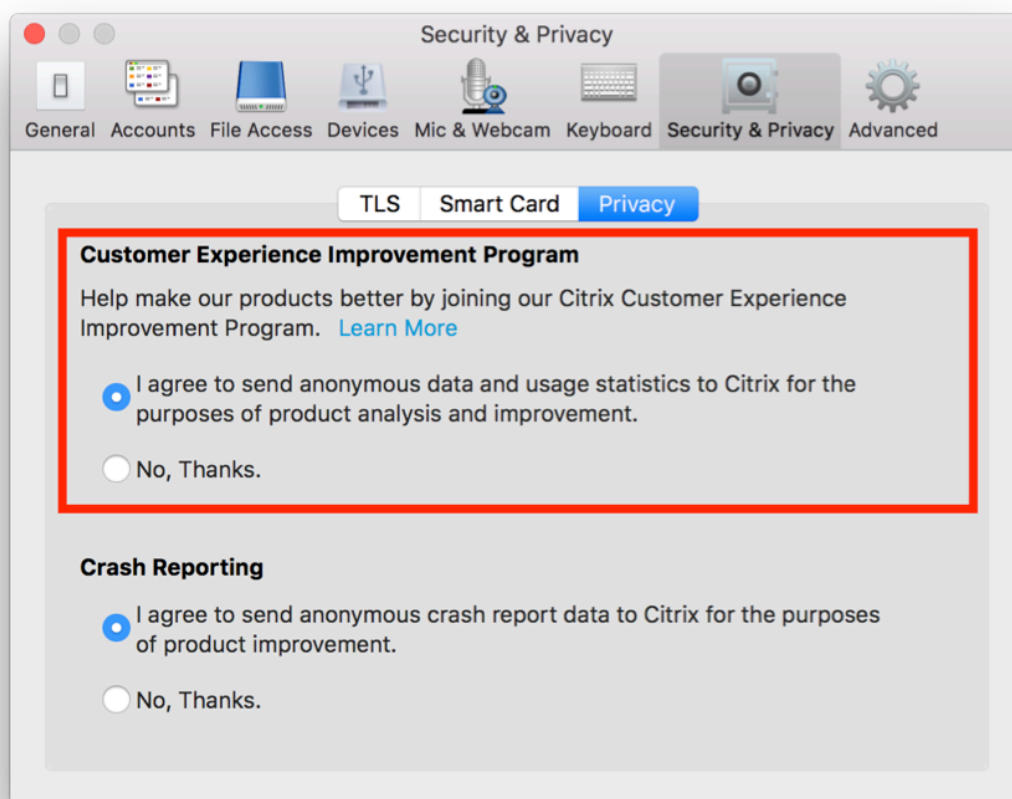 Security & Privacy
General Accounts File Access Devices Mic & Webcam Keyboard Security & Privacy Advanced
TLS Smart Card Privacy
Customer Experience Improvement Program
Help make our products better by joining our Citrix Customer Experience
Improvement Program. Learn More
I agree to send anonymous data and usage statistics to Citrix for the
purposes of product analysis and improvement.
No, Thanks.
Crash Reporting
I agree to send anonymous crash report data to Citrix for the purposes
of product improvement.
No, Thanks.